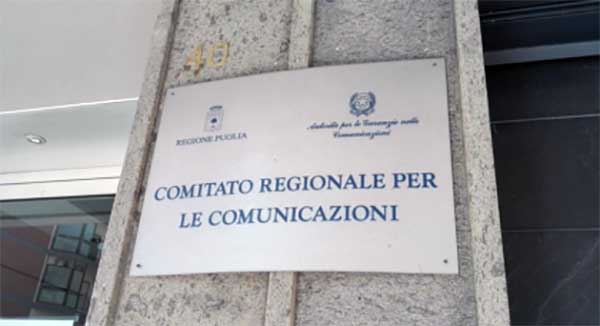 40
REGIONE PUGLIA
Autorità per le Garanzie nelle
Comunicazioni
COMITATO REGIONALE PER
LE COMUNICAZIONI